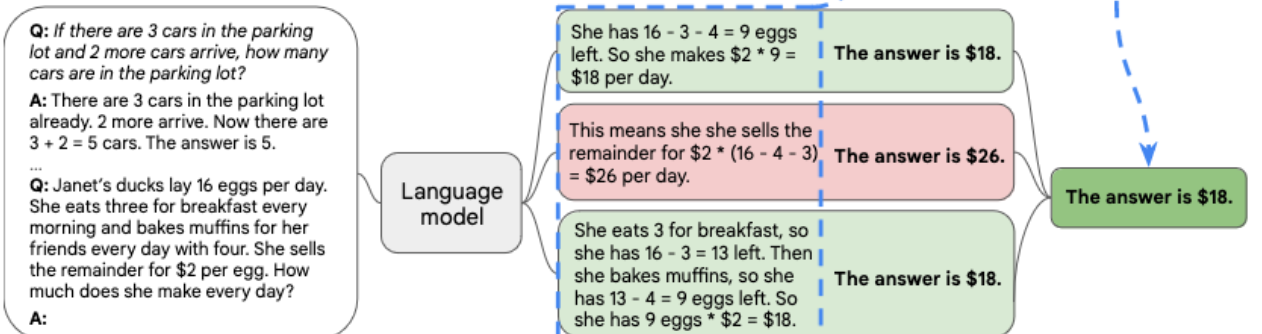 Q: If there are 3 cars in the parking
lot and 2 more cars arrive, how many
cars are in the parking lot?
A: There are 3 cars in the parking lot
already. 2 more arrive. Now there are
3 + 2 = 5 cars. The answer is 5.
...
Q: Janet's ducks lay 16 eggs per day.
She eats three for breakfast every
morning and bakes muffins for her
friends every day with four. She sells
the remainder for $2 per egg. How
much does she make every day?
A:
Language
model
She has 16 - 3 - 4 = 9 eggs
left. So she makes $2 * 9 =
$18 per day.
The answer is $18.
This means she she sells the
remainder for $2 * (16 - 4 - 3)
= $26 per day.
The answer is $26.
She eats 3 for breakfast, so
she has 16 - 3 = 13 left. Then
she bakes muffins, so she
has 13 - 4 = 9 eggs left. So
she has 9 eggs * $2 = $18.
The answer is $18.
The answer is $18.